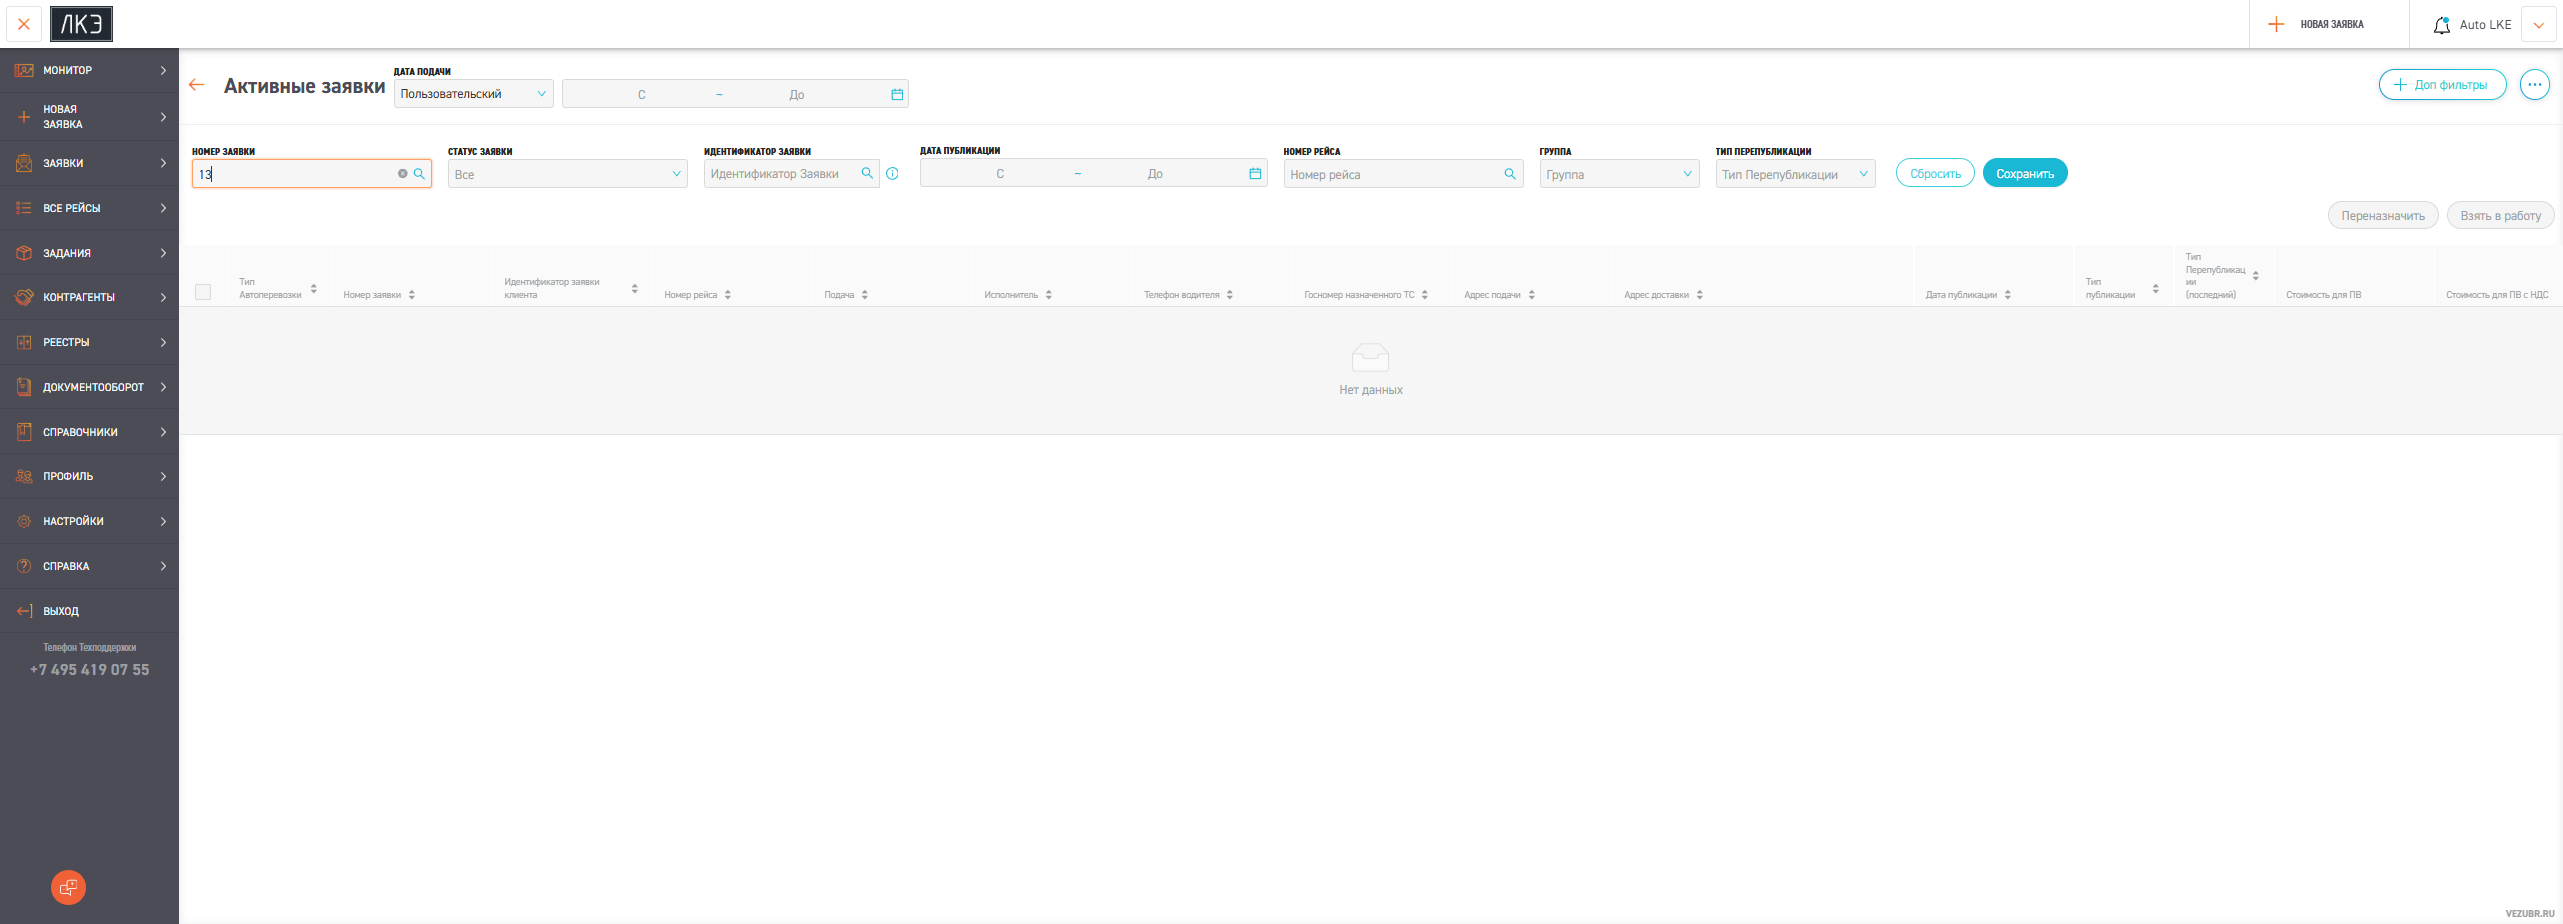 ЛКЭ
НОВАЯ ЗАЯВКА
Auto LKE
МОНИТОР
НОВАЯ
ЗАЯВКА
ЗАЯВКИ
ВСЕ РЕЙСЫ
ЗАДАНИЯ
КОНТРАГЕНТЫ
РЕЕСТРЫ
ДОКУМЕНТООБОРОТ
СПРАВОЧНИКИ
ПРОФИЛЬ
НАСТРОЙКИ
СПРАВКА
ВЫХОД
Телефон Техподдержки
+7 495 419 07 55
Активные заявки
ДАТА ПОДАЧИ
Пользовательский
С ~ До
Доп фильтры
НОМЕР ЗАЯВКИ
13
СТАТУС ЗАЯВКИ
Все
ИДЕНТИФИКАТОР ЗАЯВКИ
Идентификатор Заявки
ДАТА ПУБЛИКАЦИИ
С ~ До
НОМЕР РЕЙСА
Номер рейса
ГРУППА
Группа
ТИП ПЕРЕПУБЛИКАЦИИ
Тип Перепубликации
Сбросить
Сохранить
Переназначить
Взять в работу
Тип
Автоперевозки
Номер заявки
Идентификатор заявки
клиента
Номер рейса
Подача
Исполнитель
Телефон водителя
Госномер назначенного ТС
Адрес подачи
Адрес доставки
Дата публикации
Тип
публикации
Тип
Перепубликац
ии
(последний)
Стоимость для ПВ
Стоимость для ПВ с НДС
Нет данных
VEZUBR.RU